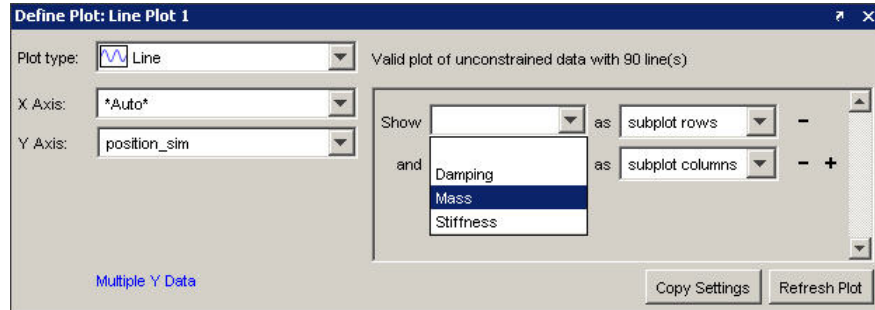 Define Plot: Line Plot 1
Plot type: Line
Valid plot of unconstrained data with 90 line(s)
X Axis: *Auto*
Y Axis: position_sim
Show as subplot rows -
and as subplot columns - +
Damping
Mass
Stiffness
Multiple Y Data
Copy Settings Refresh Plot